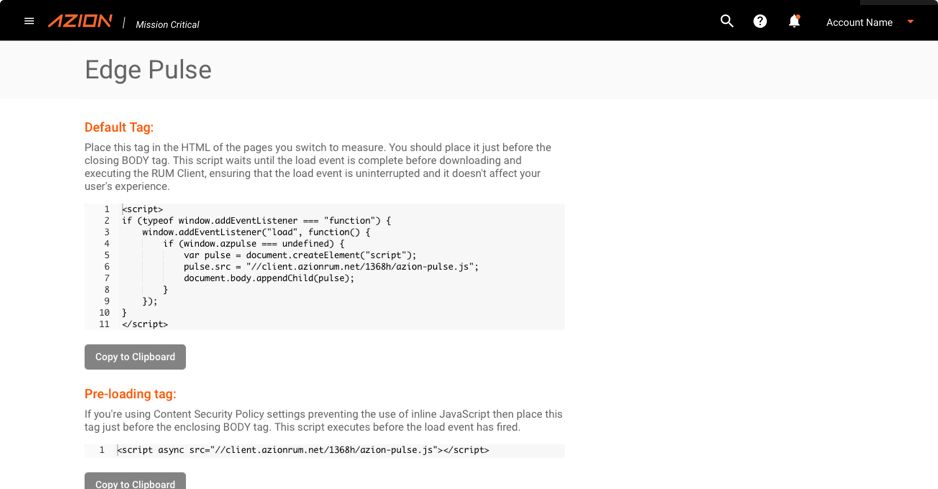 AZION | Mission Critical
Account Name
Edge Pulse
Default Tag:
Place this tag in the HTML of the pages you switch to measure. You should place it just before the
closing BODY tag. This script waits until the load event is complete before downloading and
executing the RUM Client, ensuring that the load event is uninterrupted and it doesn't affect your
user's experience.
1 <script>
2 if (typeof window.addEventListener === "function") {
3 window.addEventListener("load", function() {
4 if (window.azpulse === undefined) {
5 var pulse = document.createElement("script");
6 pulse.src = "//client.azionrum.net/1368h/azion-pulse.js";
7 document.body.appendChild(pulse);
8 }
9 });
10 }
11 </script>
Copy to Clipboard
Pre-loading tag:
If you're using Content Security Policy settings preventing the use of inline JavaScript then place this
tag just before the enclosing BODY tag. This script executes before the load event has fired.
1 <script async src="//client.azionrum.net/1368h/azion-pulse.js"></script>
Copy to Clipboard